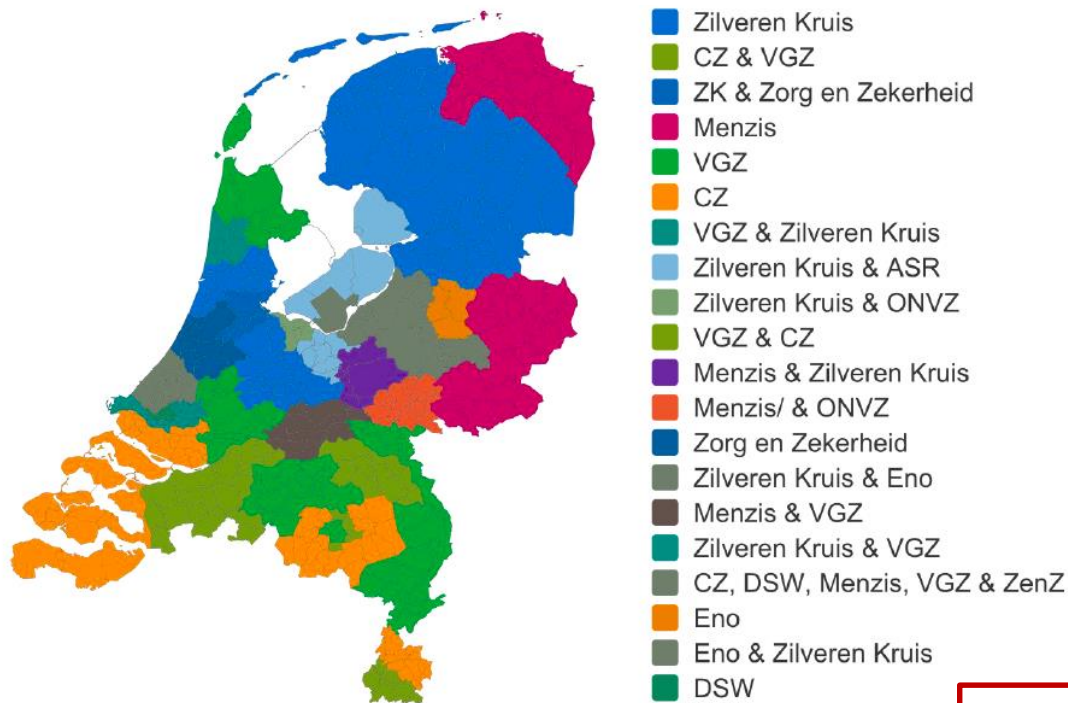 Zilveren Kruis
CZ & VGZ
ZK & Zorg en Zekerheid
Menzis
VGZ
CZ
VGZ & Zilveren Kruis
Zilveren Kruis & ASR
Zilveren Kruis & ONVZ
VGZ & CZ
Menzis & Zilveren Kruis
Menzis/ & ONVZ
Zorg en Zekerheid
Zilveren Kruis & Eno
Menzis & VGZ
Zilveren Kruis & VGZ
CZ, DSW, Menzis, VGZ & ZenZ
Eno
Eno & Zilveren Kruis
DSW